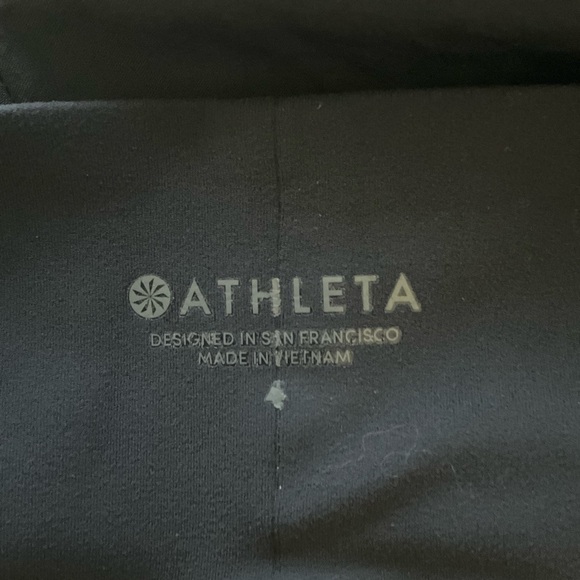 ATHLETA
DESIGNED IN SAN FRANCISCO
MADE IN VIETNAM